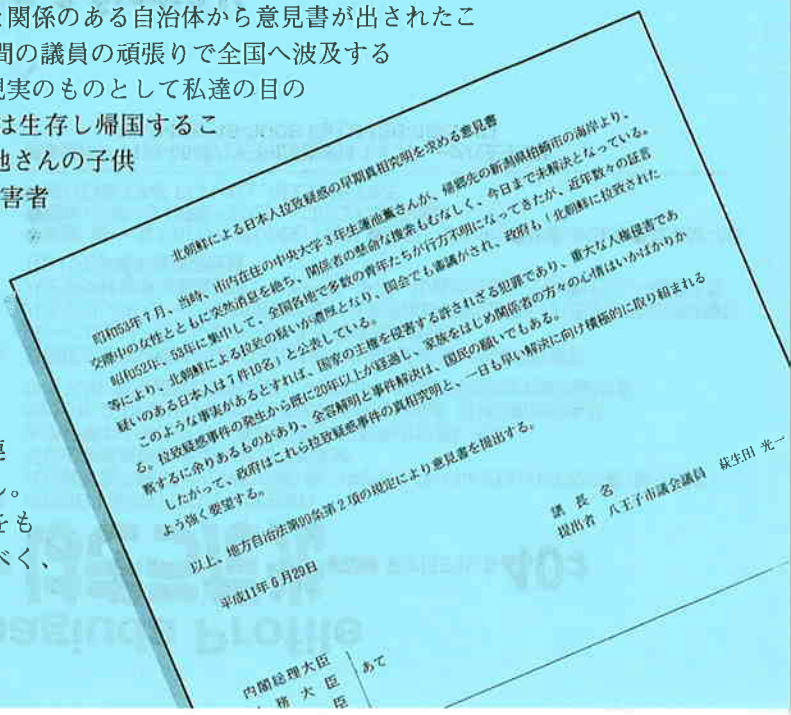 関係のある自治体から意見書が出されたこ
間の議員の頑張りで全国へ波及する
現実のものとして私達の目の
は生存し帰国するこ
池さんの子供
害者
し。
をも
べく、
北朝鮮による日本人拉致疑惑の早期真相究明を求める意見書
昭和53年7月、当時、市内在住の中央大学3年生蓮池薫さんが、帰郷先の新潟県柏崎市の海岸より、
交際中の女性とともに突然消息を絶ち、関係者の懸命な捜索もむなしく、今日まで未解決となっている。
昭和52年、53年に集中して、全国各地で多数の青年たちが行方不明になってきたが、近年数々の証言
等により、北朝鮮による拉致の疑いが濃厚となり、国会でも審議がされ、政府も「北朝鮮に拉致された
疑いのある日本人は7件10名」と公表している。
このような事実があるとすれば、国家の主権を侵害する許されざる犯罪であり、重大な人権侵害であ
る。拉致疑惑事件の発生から既に20年以上が経過し、家族をはじめ関係者の方々の心情はいかばかりか
察するに余りあるものがあり、全容解明と事件解決は、国民の願いでもある。
したがって、政府はこれら拉致疑惑事件の真相究明と、一日も早い解決に向け積極的に取り組まれる
よう強く要望する。
以上、地方自治法第99条第2項の規定により意見書を提出する。
平成11年6月29日
議長名
提出者 八王子市議会議員 萩生田 光一
内閣総理大臣
務大臣
臣
あて